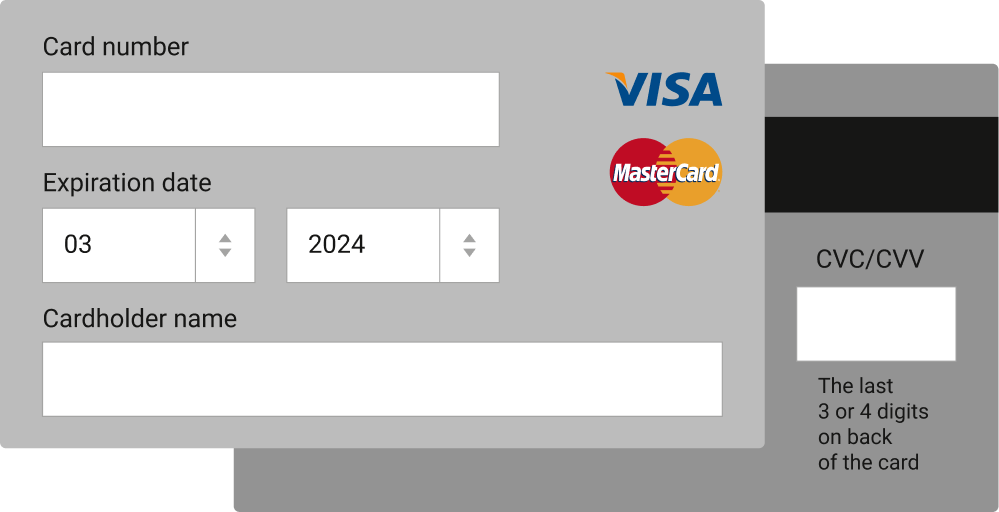 Card number
VISA
MasterCard
Expiration date
03
2024
CVC/CVV
Cardholder name
The last
3 or 4 digits
on back
of the card